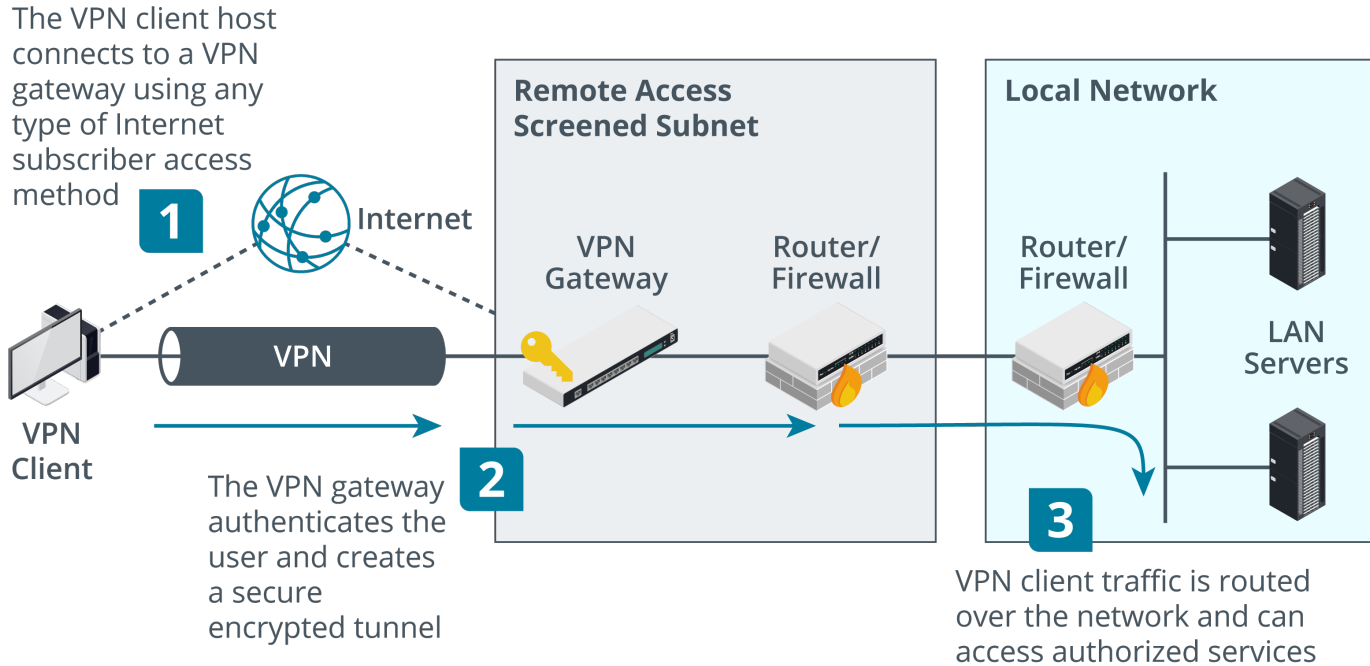 The VPN client host
connects to a VPN
gateway using any
type of Internet
subscriber access
method
1
Internet
VPN
Client
VPN
The VPN gateway
authenticates the
user and creates
a secure
encrypted tunnel
2
Remote Access
Screened Subnet
VPN
Gateway
Router/
Firewall
Local Network
Router/
Firewall
LAN
Servers
3
VPN client traffic is routed
over the network and can
access authorized services